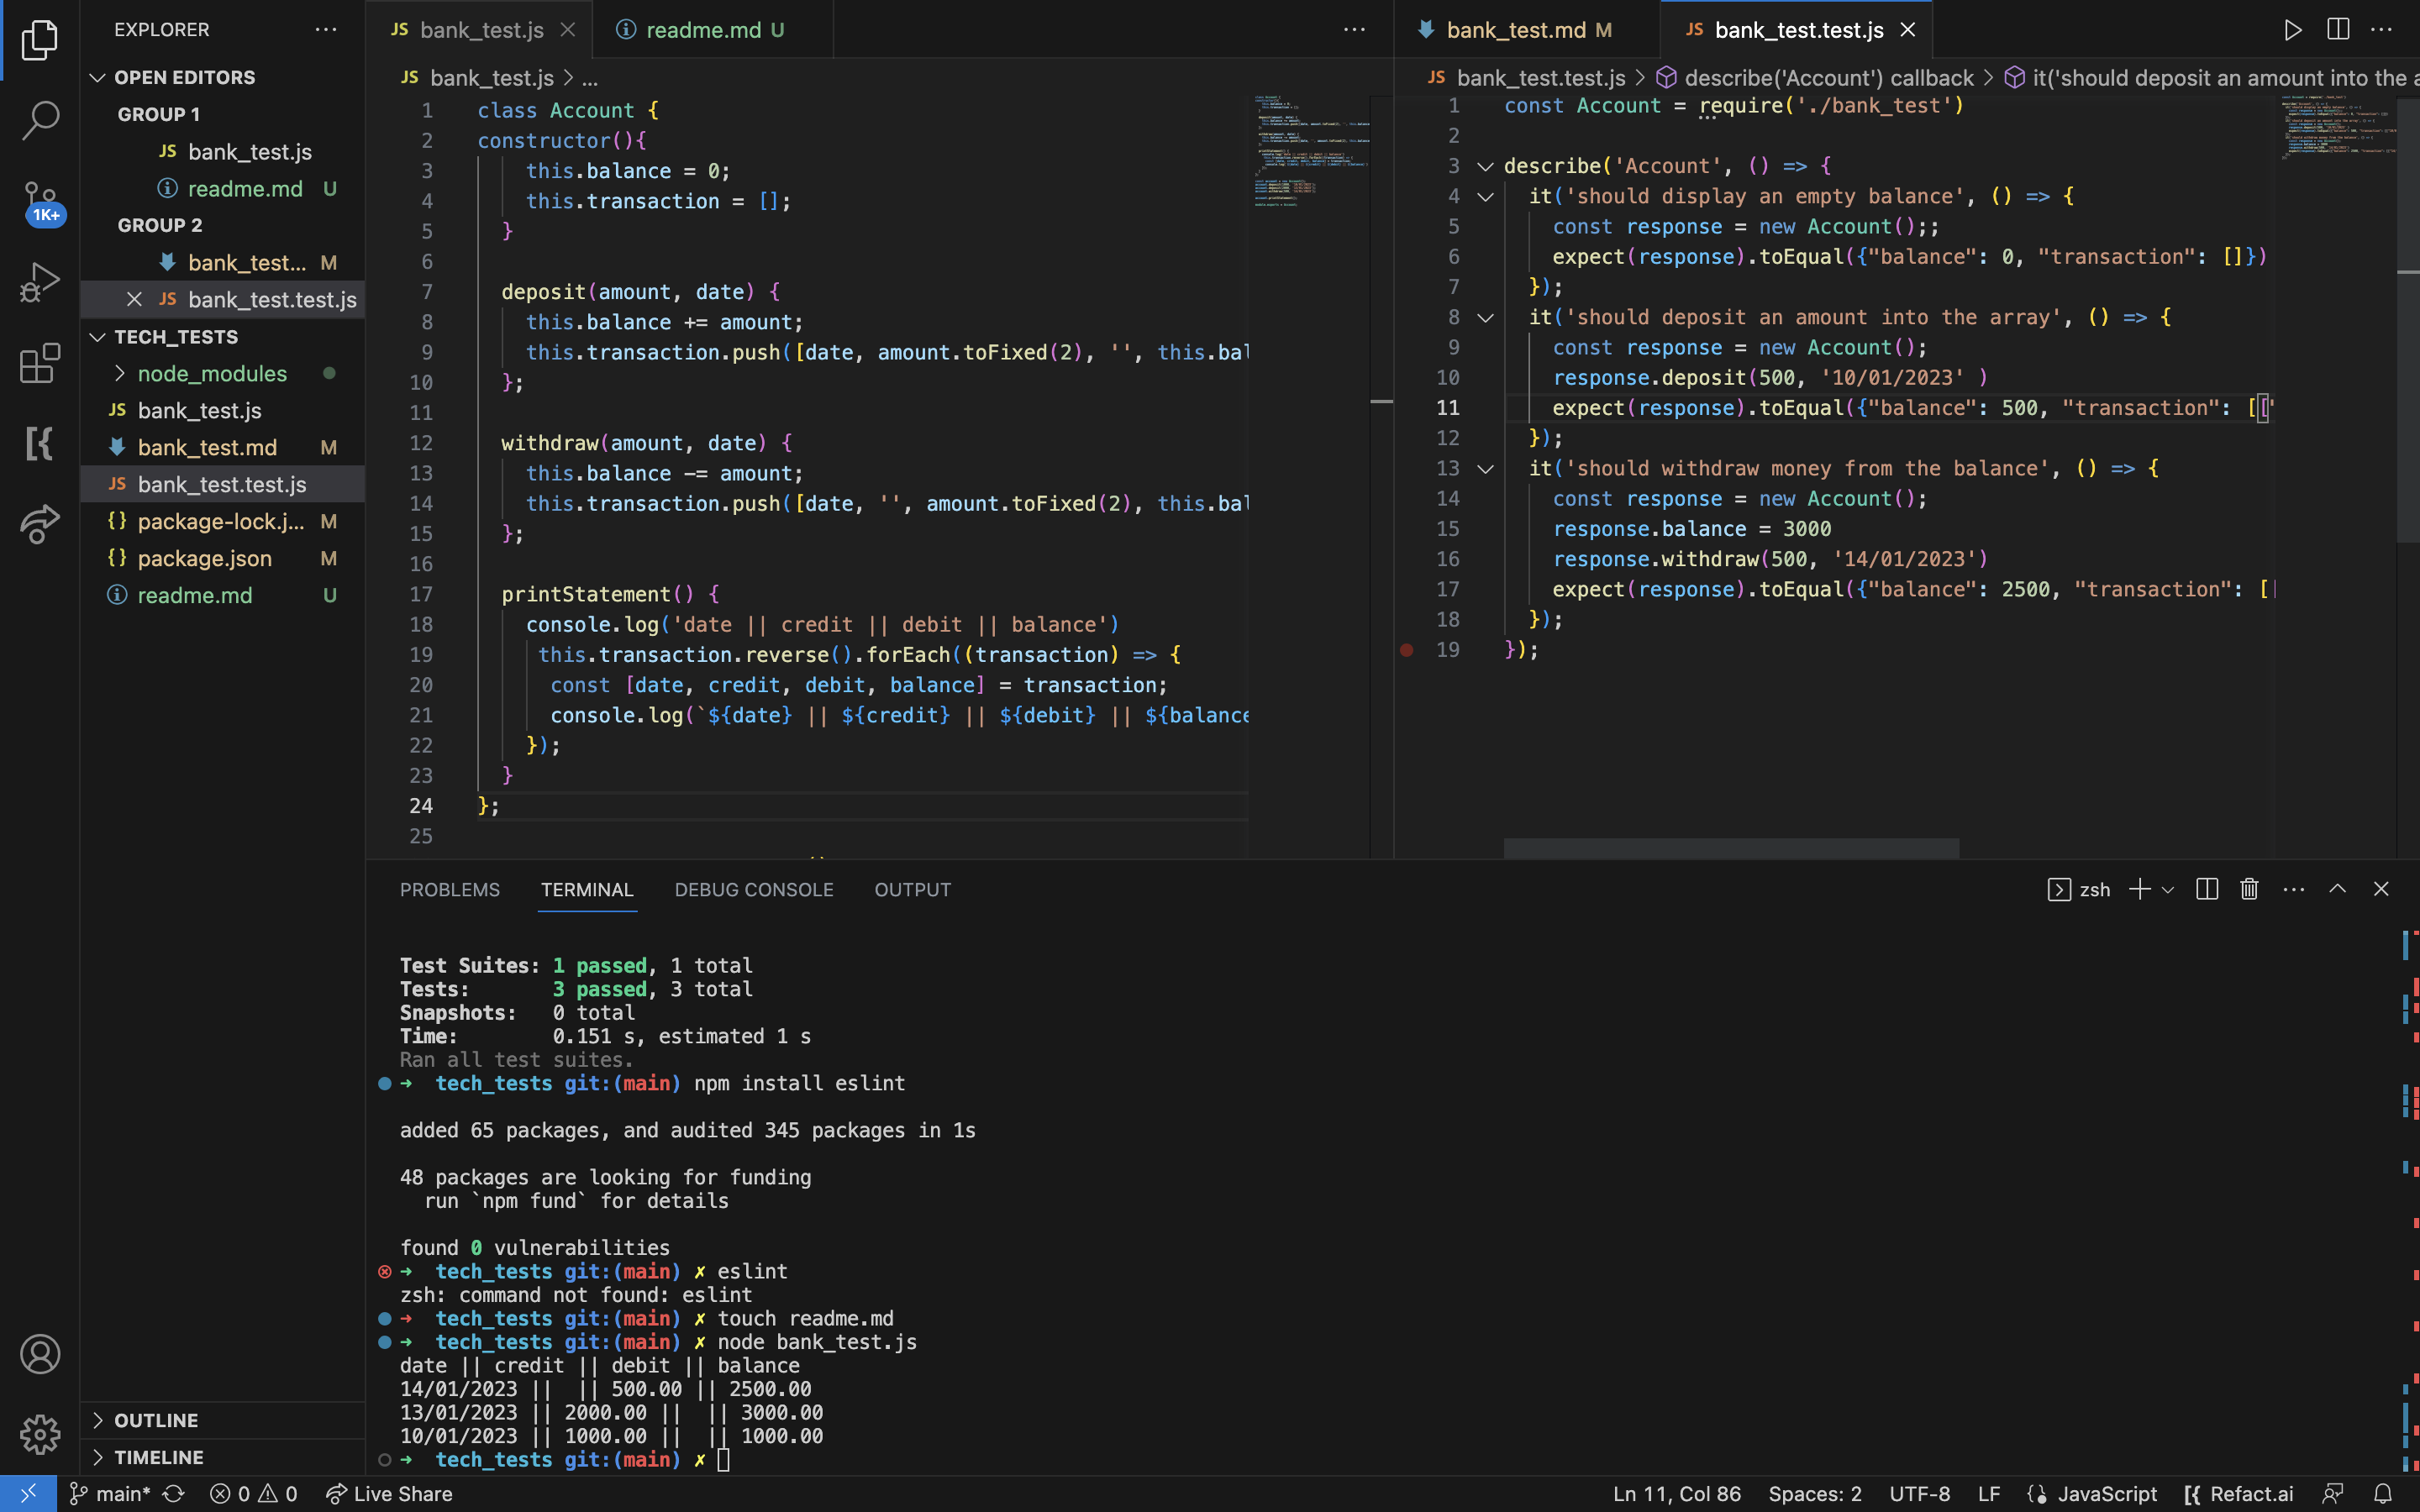 EXPLORER
OPEN EDITORS
GROUP 1
JS bank_test.js
readme.md U
GROUP 2
bank_test... M
JS bank_test.test.js
TECH_TESTS
node_modules
JS bank_test.js
bank_test.md M
JS bank_test.test.js
{} package-lock.j... M
{} package.json M
readme.md U
OUTLINE
TIMELINE
1K+
JS bank_test.js
readme.md U
JS bank_test.js > ...
1 class Account {
2 constructor(){
3 this.balance = 0;
4 this.transaction = [];
5 }
6
7 deposit(amount, date) {
8 this.balance += amount;
9 this.transaction.push([date, amount.toFixed(2), '', this.bal
10 };
11
12 withdraw(amount, date) {
13 this.balance -= amount;
14 this.transaction.push([date, '', amount.toFixed(2), this.bal
15 };
16
17 printStatement() {
18 console.log('date || credit || debit || balance')
19 this.transaction.reverse().forEach((transaction) => {
20 const [date, credit, debit, balance] = transaction;
21 console.log(`${date} || ${credit} || ${debit} || ${balance
22 });
23 }
24 };
25
bank_test.md M
JS bank_test.test.js
JS bank_test.test.js > describe('Account') callback > it('should deposit an amount into the a
1 const Account = require('./bank_test')
2
3 describe('Account', () => {
4 it('should display an empty balance', () => {
5 const response = new Account();;
6 expect(response).toEqual({"balance": 0, "transaction": []})
7 });
8 it('should deposit an amount into the array', () => {
9 const response = new Account();
10 response.deposit(500, '10/01/2023' )
11 expect(response).toEqual({"balance": 500, "transaction": [["
12 });
13 it('should withdraw money from the balance', () => {
14 const response = new Account();
15 response.balance = 3000
16 response.withdraw(500, '14/01/2023')
17 expect(response).toEqual({"balance": 2500, "transaction": [[
18 });
19 });
PROBLEMS TERMINAL DEBUG CONSOLE OUTPUT
zsh
Test Suites: 1 passed, 1 total
Tests: 3 passed, 3 total
Snapshots: 0 total
Time: 0.151 s, estimated 1 s
Ran all test suites.
➜ tech_tests git:(main) npm install eslint
added 65 packages, and audited 345 packages in 1s
48 packages are looking for funding
run `npm fund` for details
found 0 vulnerabilities
➜ tech_tests git:(main) ✗ eslint
zsh: command not found: eslint
➜ tech_tests git:(main) ✗ touch readme.md
➜ tech_tests git:(main) ✗ node bank_test.js
date || credit || debit || balance
14/01/2023 || || 500.00 || 2500.00
13/01/2023 || 2000.00 || || 3000.00
10/01/2023 || 1000.00 || || 1000.00
➜ tech_tests git:(main) ✗
main* 0 0 Live Share
Ln 11, Col 86 Spaces: 2 UTF-8 LF JavaScript Refact.ai